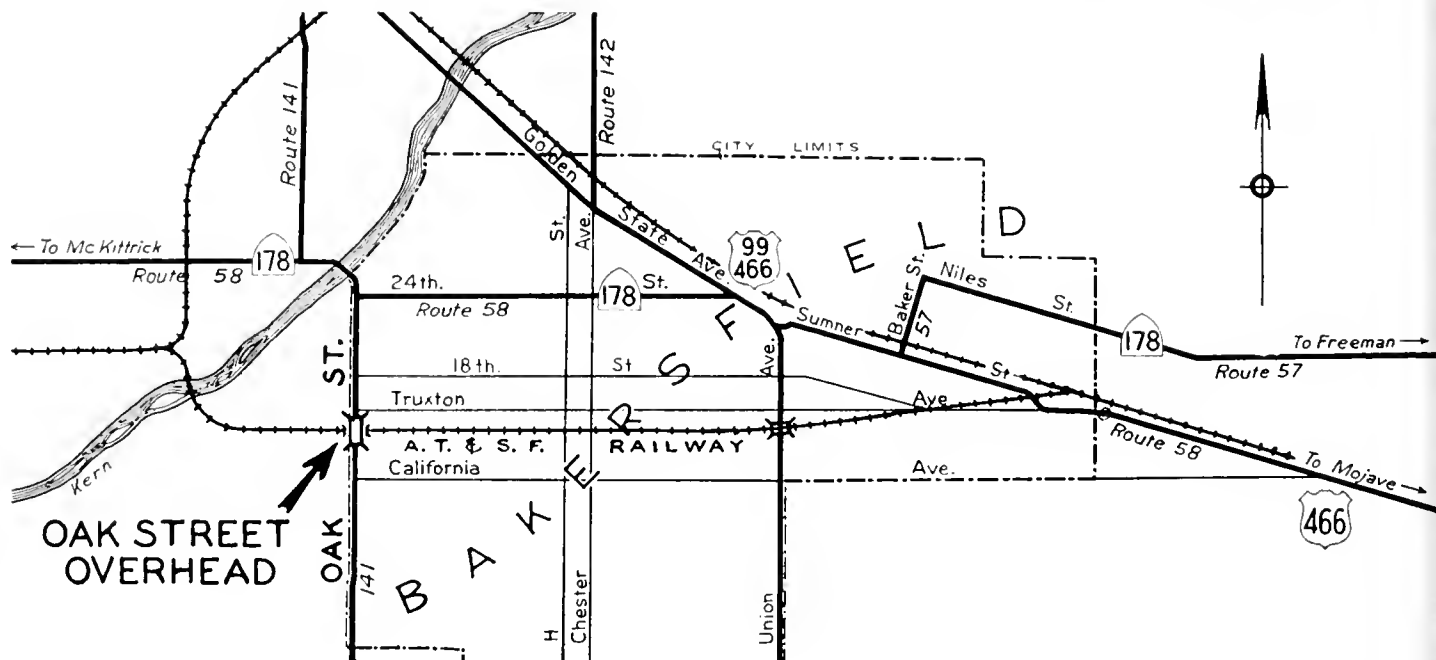 Route 141
Route 142
Golden
State
Ave.
CITY LIMITS
← To McKittrick
Route 58
178
St.
Ave.
99
466
BAKERSFIELD
24th. St.
Route 58
178
Baker St.
57
Niles St.
178
To Freeman →
Route 57
Sumner St
Ave.
18th. St
Truxton Ave
A. T. & S. F. RAILWAY
California Ave.
Route 58
To Mojave →
466
Kern
OAK STREET
OVERHEAD
OAK ST.
141
H
Chester
Union